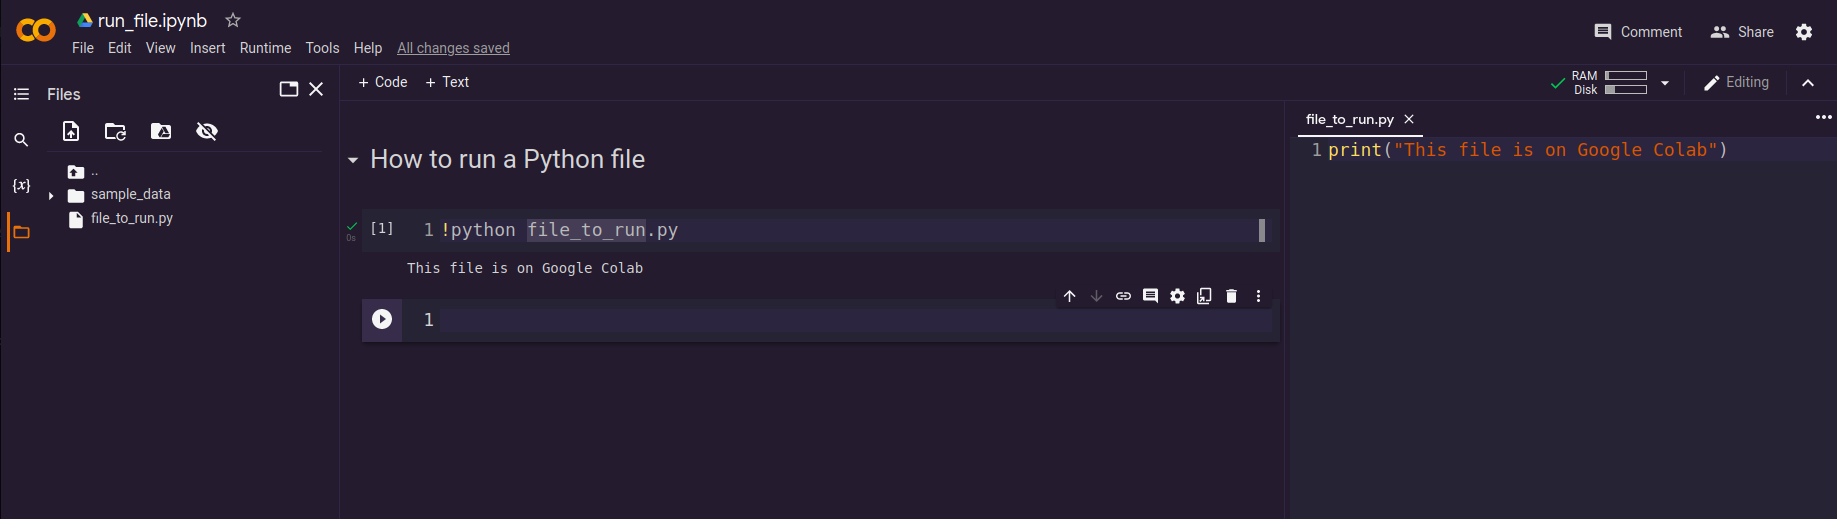 run_file.ipynb
File Edit View Insert Runtime Tools Help All changes saved
Comment Share
Files
+ Code + Text
RAM
Disk
Editing
..
sample_data
file_to_run.py
{x}
How to run a Python file
[1] 1 !python file_to_run.py
0s
This file is on Google Colab
1
file_to_run.py
1 print("This file is on Google Colab")